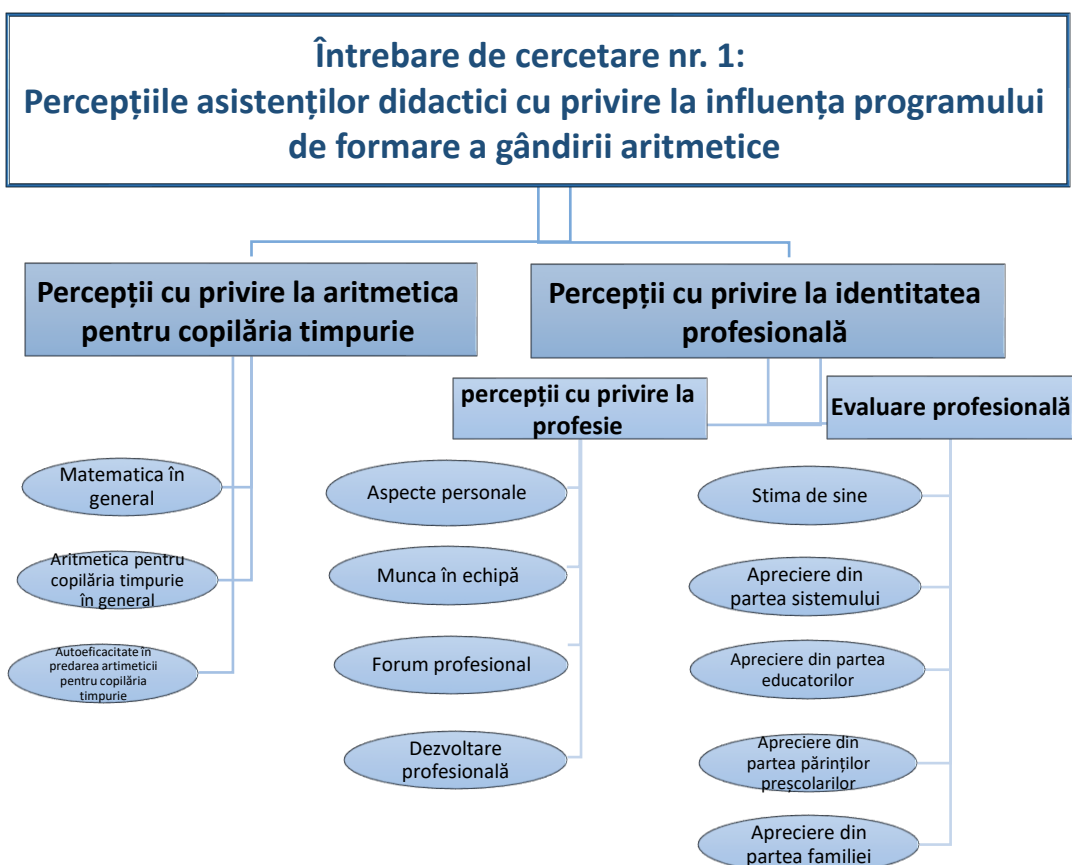 Întrebare de cercetare nr. 1:
Percepțiile asistenților didactici cu privire la influența programului
de formare a gândirii aritmetice
Percepții cu privire la aritmetica
pentru copilăria timpurie
Percepții cu privire la identitatea
profesională
percepții cu privire la
profesie
Evaluare profesională
Matematica în
general
Aritmetica pentru
copilăria timpurie
în general
Autoeficacitate în
predarea artimeticii
pentru copilăria
timpurie
Aspecte personale
Munca în echipă
Forum profesional
Dezvoltare
profesională
Stima de sine
Apreciere din
partea sistemului
Apreciere din partea
educatorilor
Apreciere din
partea părinților
preșcolarilor
Apreciere din
partea familiei